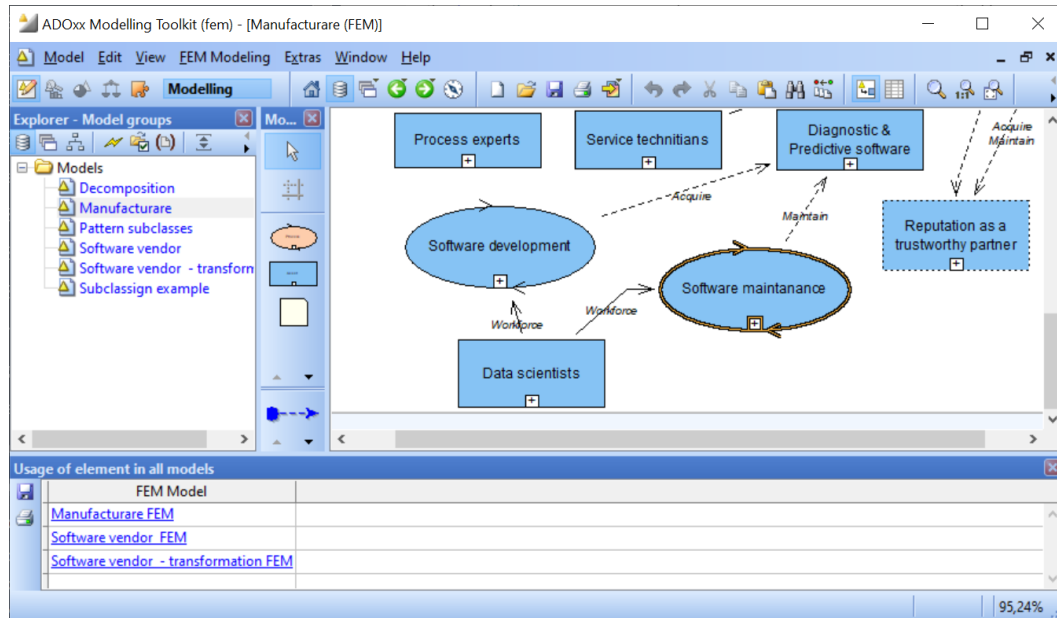 ADOxx Modelling Toolkit (fem) - [Manufacturare (FEM)]
Model Edit View FEM Modeling Extras Window Help
Modelling
Explorer - Model groups
Mo...
Models
Decomposition
Manufacturare
Pattern subclasses
Software vendor
Software vendor - transform
Subclassign example
Process experts
Service technitians
Diagnostic &
Predictive software
Acquire
Maintain
Acquire
Maintain
Reputation as a
trustworthy partner
Software development
Software maintanance
Workforce
Workforce
Data scientists
Usage of element in all models
FEM Model
Manufacturare FEM
Software vendor FEM
Software vendor - transformation FEM
95,24%